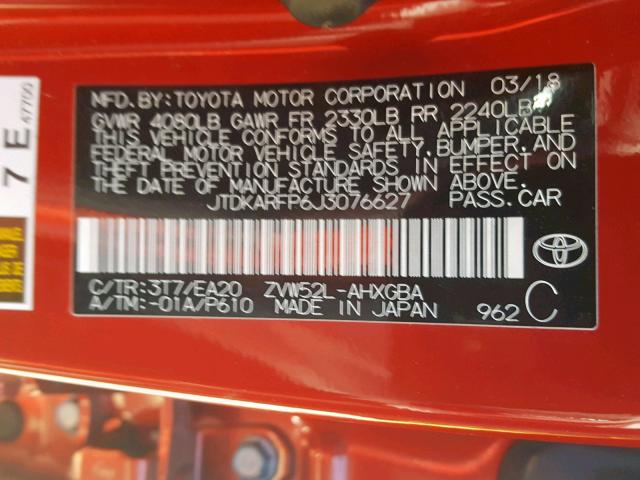 MFD. BY: TOYOTA MOTOR CORPORATION 03/18
GVWR 4080LB GAWR FR 2330LB RR 2240LB
THIS VEHICLE CONFORMS TO ALL APPLICABLE
FEDERAL MOTOR VEHICLE SAFETY, BUMPER, AND
THEFT PREVENTION STANDARDS IN EFFECT ON
THE DATE OF MANUFACTURE SHOWN ABOVE.
JTDKARFP6J3076627 PASS.CAR
C/TR:3T7/EA20 ZVW52L-AHXGBA
A/TM:-01A/P610 MADE IN JAPAN 962 C
7 E 47700